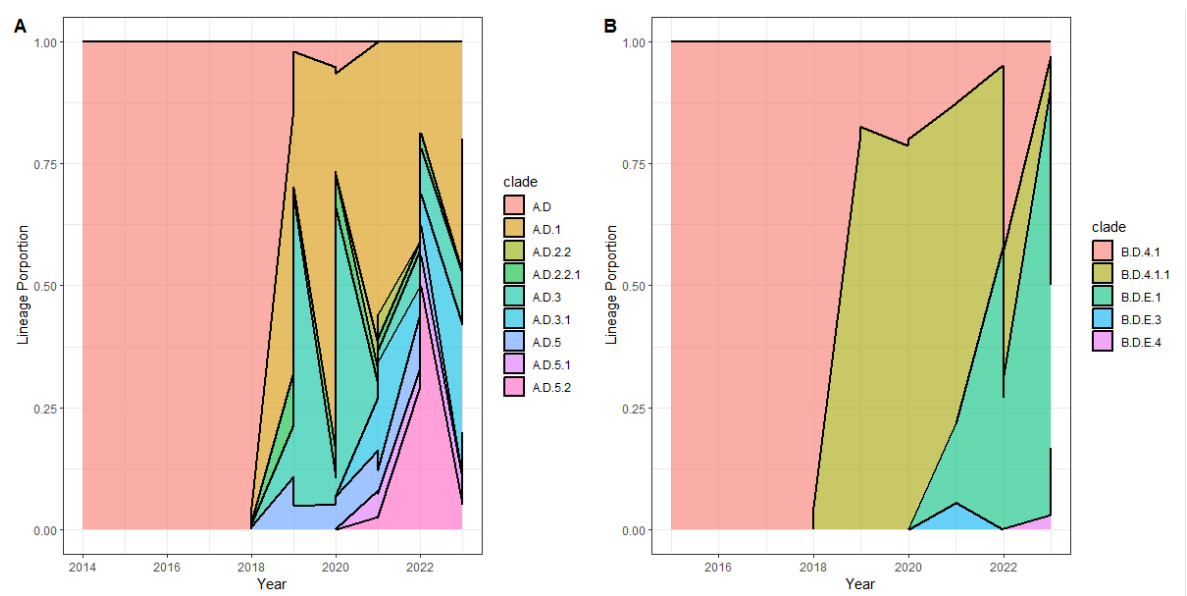 A
Lineage Porportion
1.00
0.75
0.50
0.25
0.00
2014 2016 2018 2020 2022
Year
clade
A.D
A.D.1
A.D.2.2
A.D.2.2.1
A.D.3
A.D.3.1
A.D.5
A.D.5.1
A.D.5.2
B
Lineage Porportion
1.00
0.75
0.50
0.25
0.00
2016 2018 2020 2022
Year
clade
B.D.4.1
B.D.4.1.1
B.D.E.1
B.D.E.3
B.D.E.4